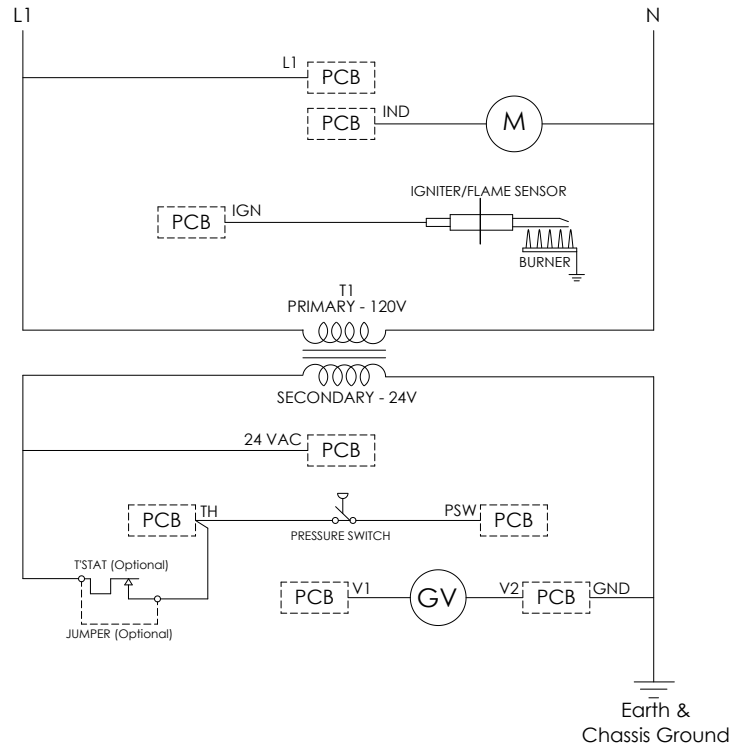 L1
N
L1
PCB
PCB
IND
M
IGNITER/FLAME SENSOR
PCB
IGN
BURNER
T1
PRIMARY - 120V
SECONDARY - 24V
24 VAC
PCB
PCB
TH
PSW
PCB
PRESSURE SWITCH
T'STAT (Optional)
JUMPER (Optional)
PCB
V1
GV
V2
PCB
GND
Earth &
Chassis Ground